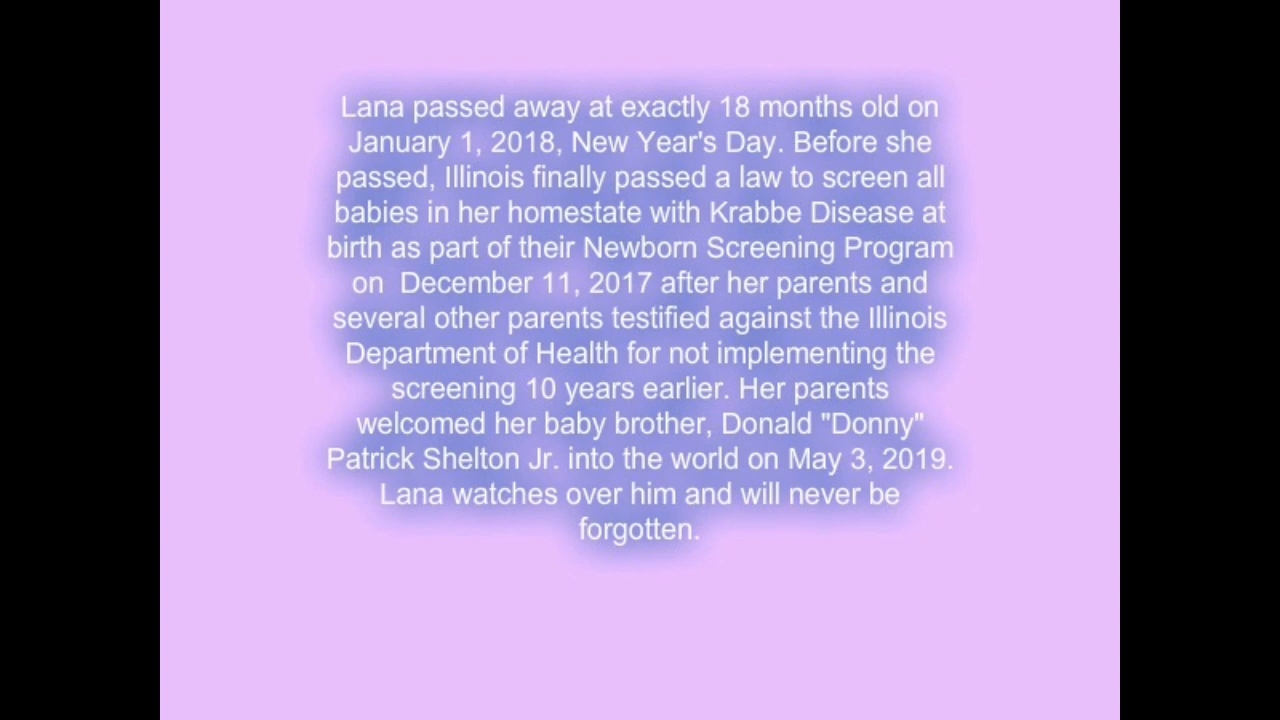 Lana passed away at exactly 18 months old on
January 1, 2018, New Year's Day. Before she
passed, Illinois finally passed a law to screen all
babies in her homestate with Krabbe Disease at
birth as part of their Newborn Screening Program
on  December 11, 2017 after her parents and
several other parents testified against the Illinois
Department of Health for not implementing the
screening 10 years earlier. Her parents
welcomed her baby brother, Donald "Donny"
Patrick Shelton Jr. into the world on May 3, 2019.
Lana watches over him and will never be
forgotten.